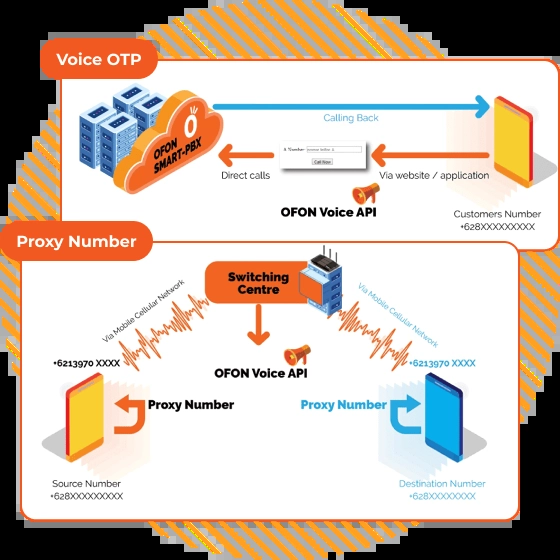 Voice OTP
OFON
SMART-PBX
Calling Back
Call Now
Direct calls
Via website / application
OFON Voice API
Customers Number
+628XXXXXXXXX
Proxy Number
Switching
Centre
Via Mobile Cellular Network
Via Mobile Cellular Network
+6213970 XXXX
+6213970 XXXX
OFON Voice API
Proxy Number
Proxy Number
Source Number
+628XXXXXXXXX
Destination Number
+628XXXXXXXX